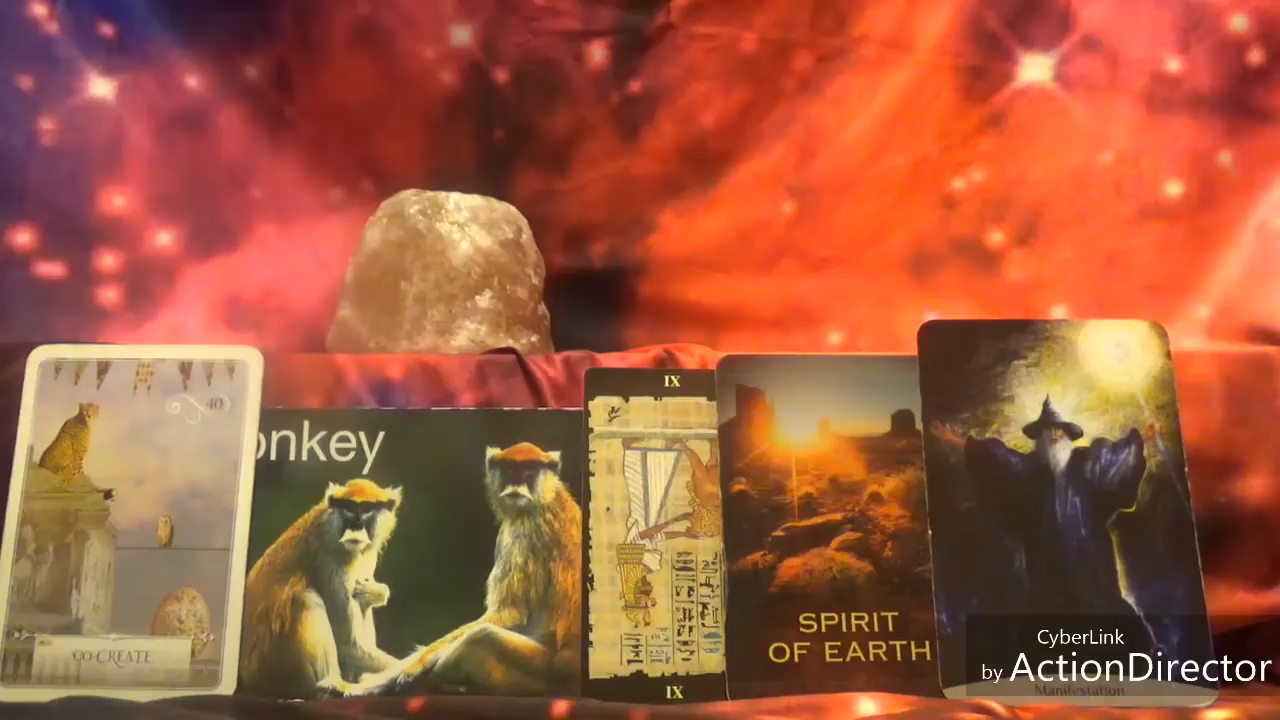 40
CO-CREATE
onkey
IX
IX
SPIRIT
OF EARTH
Manifestation
CyberLink
by ActionDirector